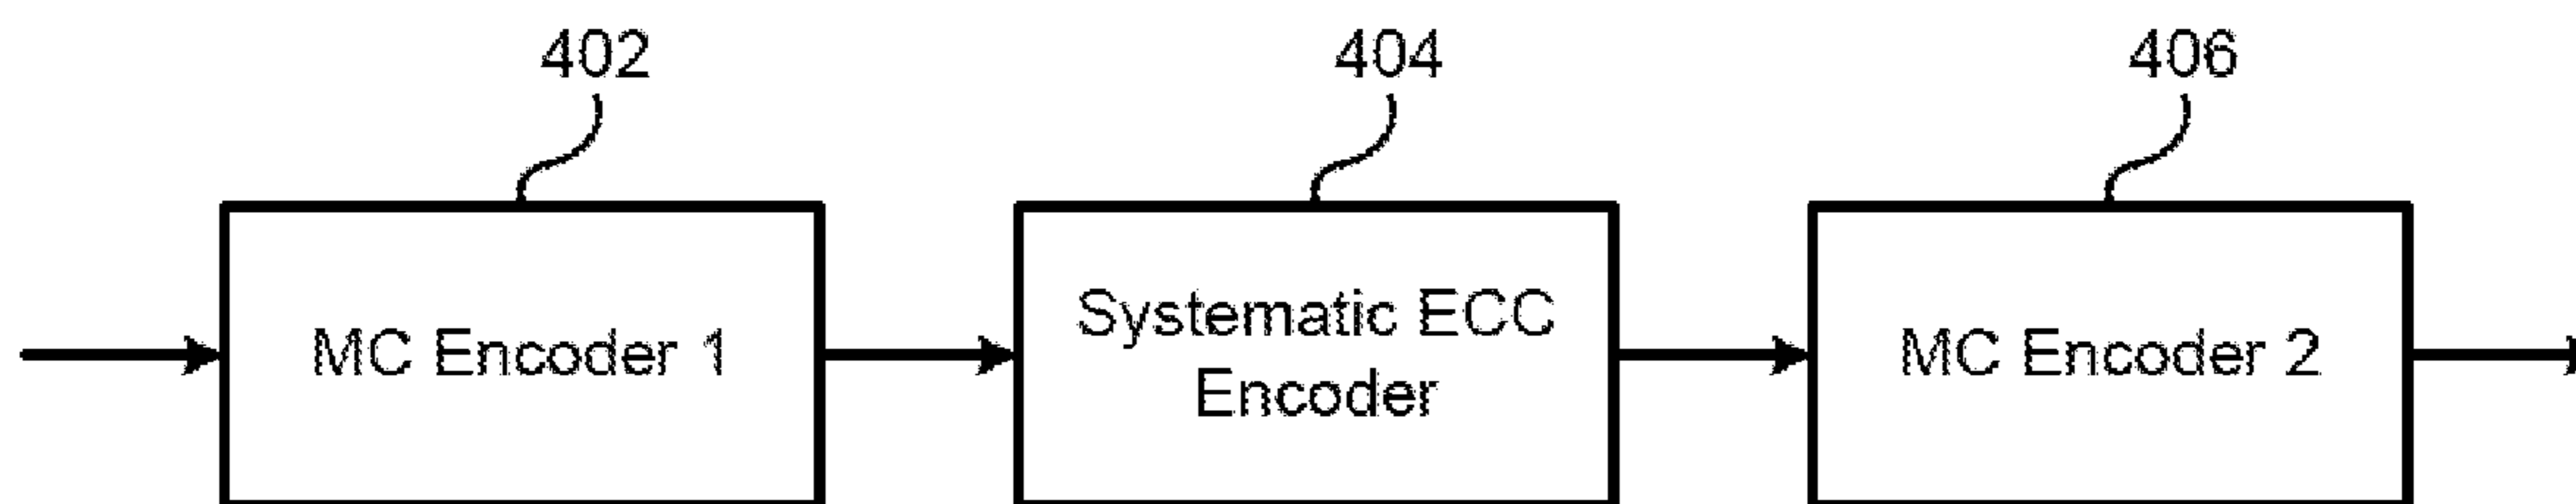 402
404
406
MC Encoder 1
Systematic ECC
Encoder
MC Encoder 2